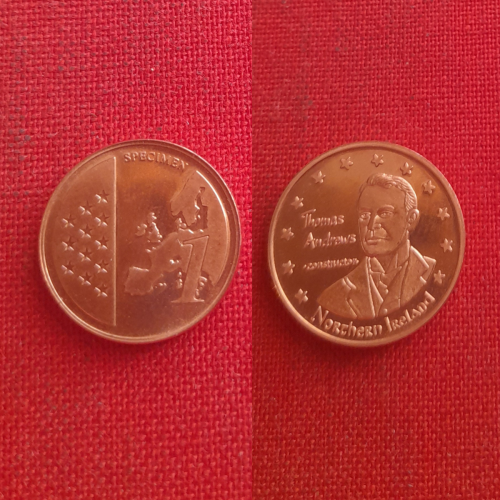 SPECIMEN
1
Thomas
Andrews
-constructor-
Northern Ireland